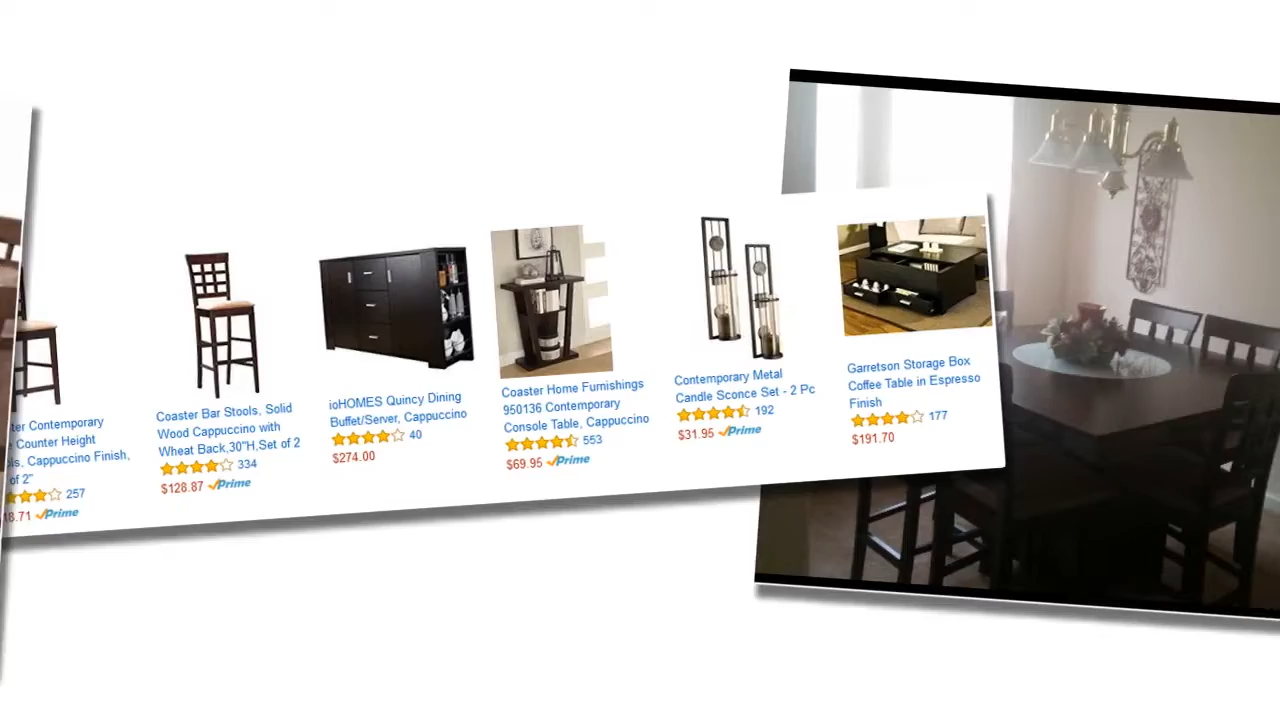 Contemporary
Counter Height
Cappuccino Finish,
of 2"
257
Prime
Coaster Bar Stools, Solid
Wood Cappuccino with
Wheat Back,30"H,Set of 2
334
$128.87 Prime
ioHOMES Quincy Dining
Buffet/Server, Cappuccino
40
$274.00
Coaster Home Furnishings
950136 Contemporary
Console Table, Cappuccino
553
$69.95 Prime
Contemporary Metal
Candle Sconce Set - 2 Pc
192
$31.95 Prime
Garretson Storage Box
Coffee Table in Espresso
Finish
177
$191.70